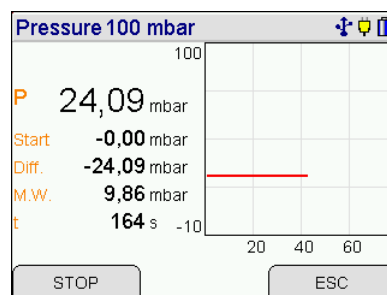 Pressure 100 mbar
100
P 24,09 mbar
Start -0,00 mbar
Diff. -24,09 mbar
M.W. 9,86 mbar
t 164 s
-10
20 40 60
STOP ESC